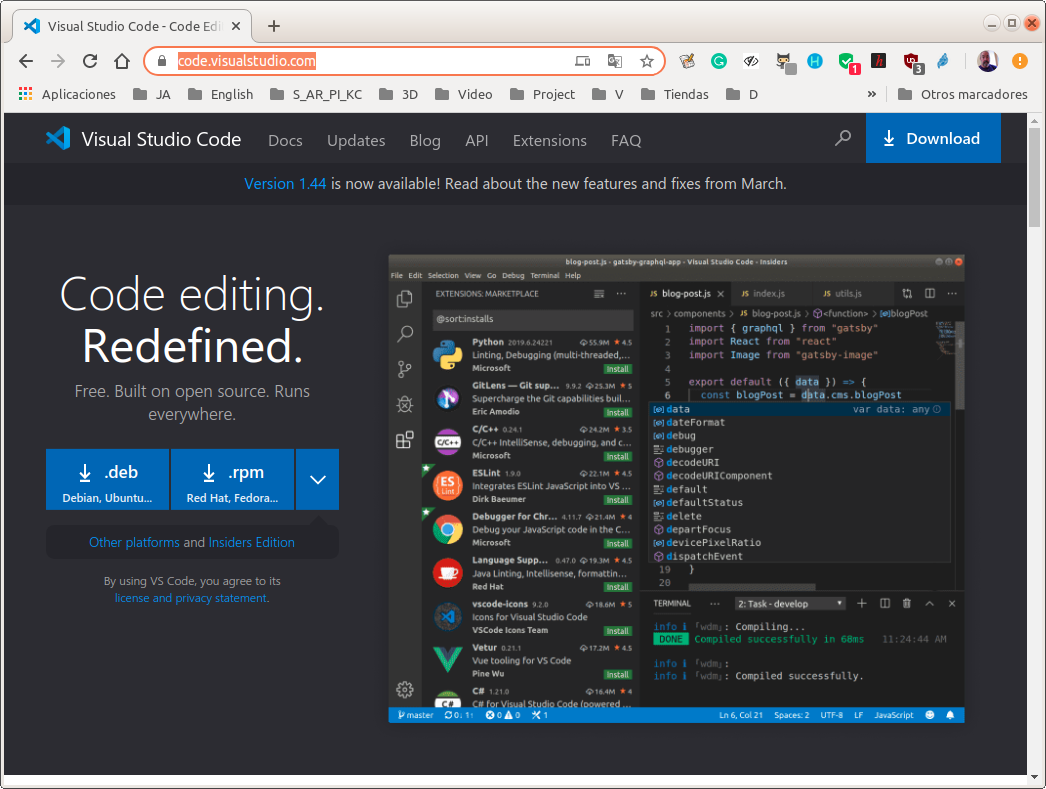 Visual Studio Code - Code Edi
code.visualstudio.com
1
3
Aplicaciones JA English S_AR_PI_KC 3D Video Project V Tiendas D » Otros marcadores
Visual Studio Code Docs Updates Blog API Extensions FAQ Download
Version 1.44 is now available! Read about the new features and fixes from March.
Code editing.
Redefined.
Free. Built on open source. Runs
everywhere.
.deb
Debian, Ubuntu...
.rpm
Red Hat, Fedora...
Other platforms and Insiders Edition
By using VS Code, you agree to its
license and privacy statement.
blog-post.js - gatsby-graphql-app - Visual Studio Code - Insiders
File Edit Selection View Go Debug Terminal Help
EXTENSIONS: MARKETPLACE
@sort:installs
Python 2019.6.24221 55.9M ★ 4.5
Linting, Debugging (multi-threaded,...
Microsoft Install
GitLens — Git sup... 9.9.2 25.3M ★ 5
Supercharge the Git capabilities buil...
Eric Amodio Install
C/C++ 0.24.1 24.2M ★ 3.5
C/C++ IntelliSense, debugging, and c...
Microsoft Install
ESLint 1.9.0 22.1M ★ 4.5
Integrates ESLint JavaScript into VS ...
Dirk Baeumer Install
Debugger for Chr... 4.11.7 21.4M ★ 4
Debug your JavaScript code in the C...
Microsoft Install
Language Supp... 0.47.0 19.3M ★ 4.5
Java Linting, Intellisense, formattin...
Red Hat Install
vscode-icons 9.2.0 18.6M ★ 5
Icons for Visual Studio Code
VSCode Icons Team Install
Vetur 0.21.1 17.2M ★ 4.5
Vue tooling for VS Code
Pine Wu Install
C# 1.21.0 16.4M ★ 4
C# for Visual Studio Code (powered ...
JS blog-post.js JS index.js JS utils.js
src > components > JS blog-post.js > <function> > blogPost
1 import { graphql } from "gatsby"
2 import React from "react"
3 import Image from "gatsby-image"
4
5 export default ({ data }) => {
6 const blogPost = data.cms.blogPost
data var data: any
dateFormat
debug
debugger
decodeURI
decodeURIComponent
default
defaultStatus
delete
departFocus
devicePixelRatio
dispatchEvent
19 }
20
TERMINAL ... 2: Task - develop
info ℹ ｢wdm｣: Compiling...
DONE Compiled successfully in 68ms 11:24:44 AM
info ℹ ｢wdm｣:
info ℹ ｢wdm｣: Compiled successfully.
master 0↓ 1↑ 0 0 1 Ln 6, Col 21 Spaces: 2 UTF-8 LF JavaScript